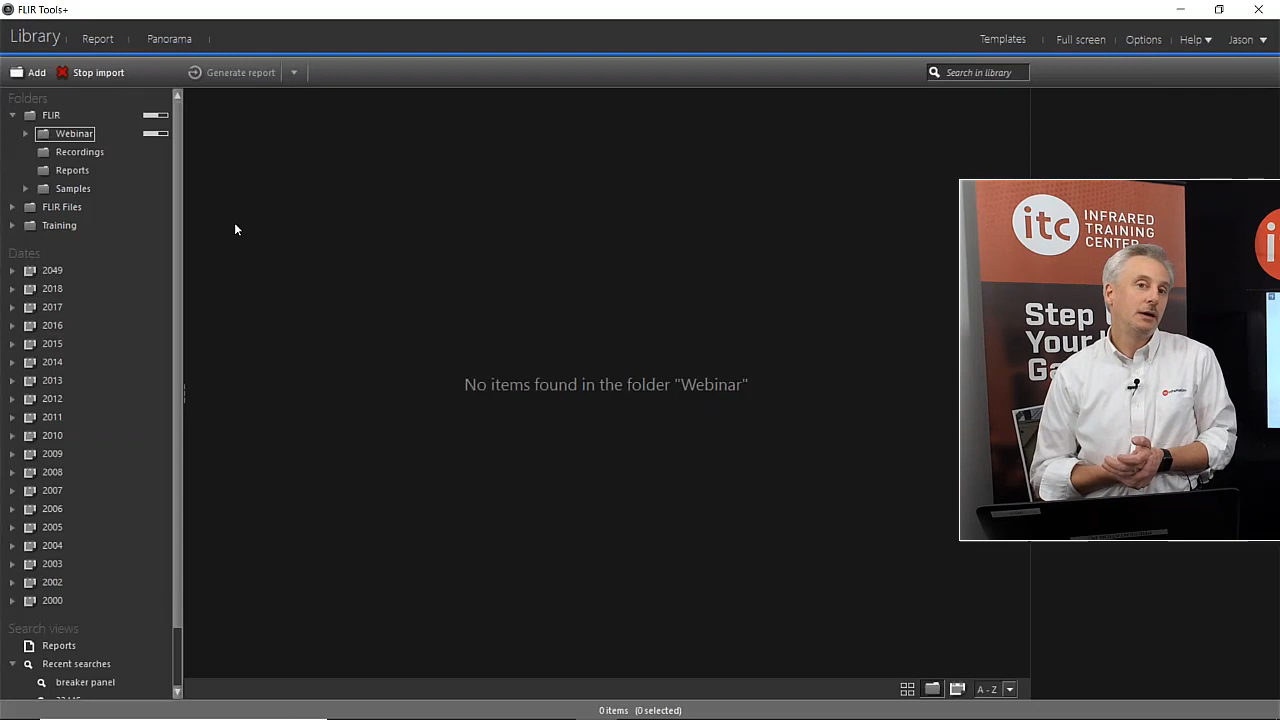 FLIR Tools+
Library
Report
Panorama
Templates
Full screen
Options
Help
Jason
Add
Stop import
Generate report
Search in library
Folders
FLIR
Webinar
Recordings
Reports
Samples
FLIR Files
Training
Dates
2049
2018
2017
2016
2015
2014
2013
2012
2011
2010
2009
2008
2007
2006
2005
2004
2003
2002
2000
Search views
Reports
Recent searches
breaker panel
No items found in the folder "Webinar"
itc INFRARED
TRAINING
CENTER
Step
Your
Ga
A - Z
0 items (0 selected)